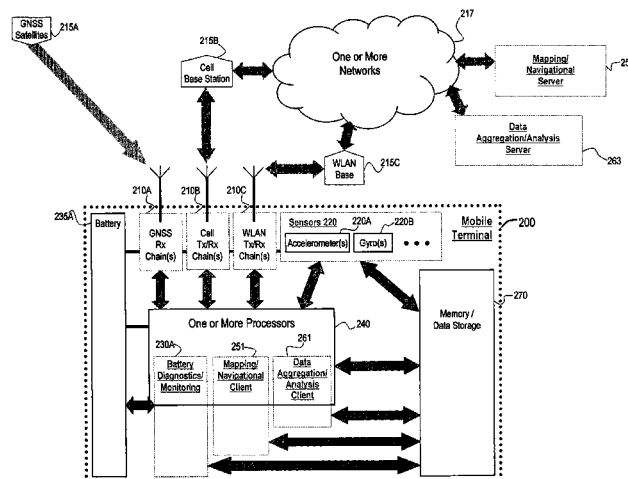 GNSS
Satellites
215A
215B
Cell
Base Station
One or More
Networks
217
Mapping/
Navigational
Server
25
Data
Aggregation/Analysis
Server
263
WLAN
Base
215C
210A
210B
210C
235A
Battery
GNSS
Rx
Chain(s)
Cell
Tx/Rx
Chain(s)
WLAN
Tx/Rx
Chain(s)
Sensors 220
220A
220B
Accelerometer(s)
Gyro(s)
Mobile
Terminal
200
270
Memory /
Data Storage
One or More Processors
240
230A
251
261
Battery
Diagnostics/
Monitoring
Mapping/
Navigational
Client
Data
Aggregation/
Analysis
Client